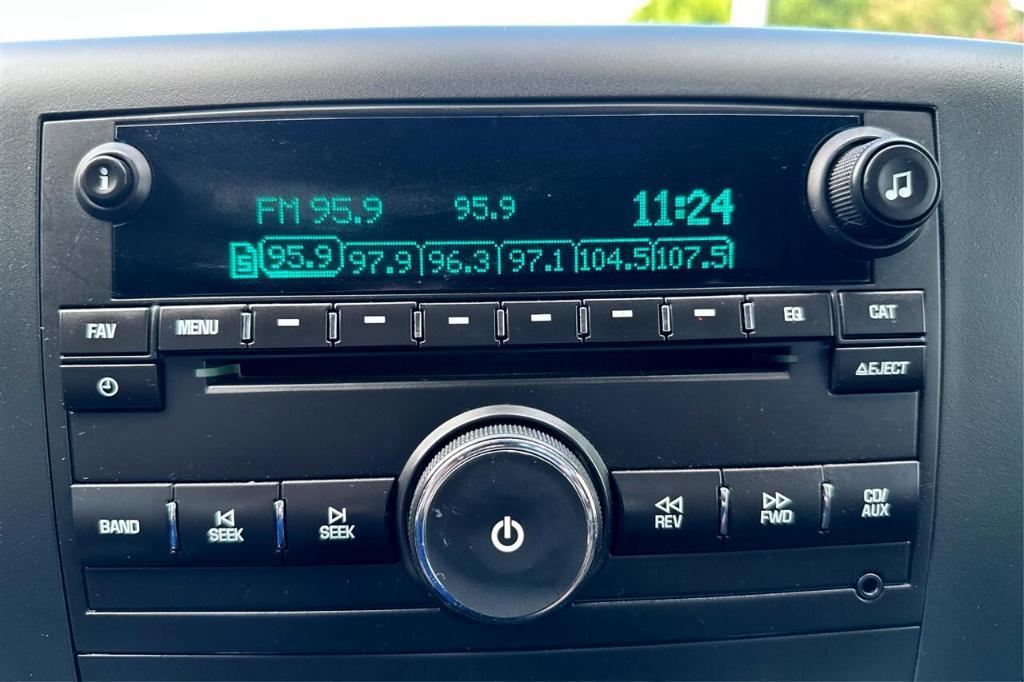 i
FM 95.9 95.9 11:24
5 95.9 97.9 96.3 97.1 104.5 107.5
FAV MENU EQ CAT
EJECT
BAND SEEK SEEK REV FWD CD/
AUX